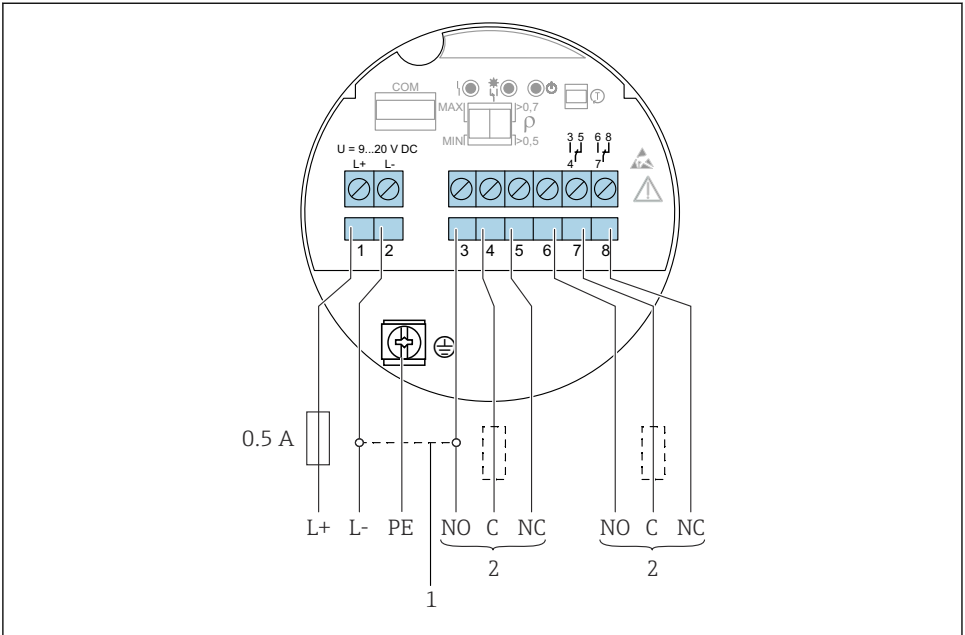 COM
MAX >0,7
ρ
MIN >0,5
U = 9...20 V DC
L+ L-
3 5 6 8
4 7
1 2 3 4 5 6 7 8
0.5 A
L+ L- PE NO C NC NO C NC
2 2
1